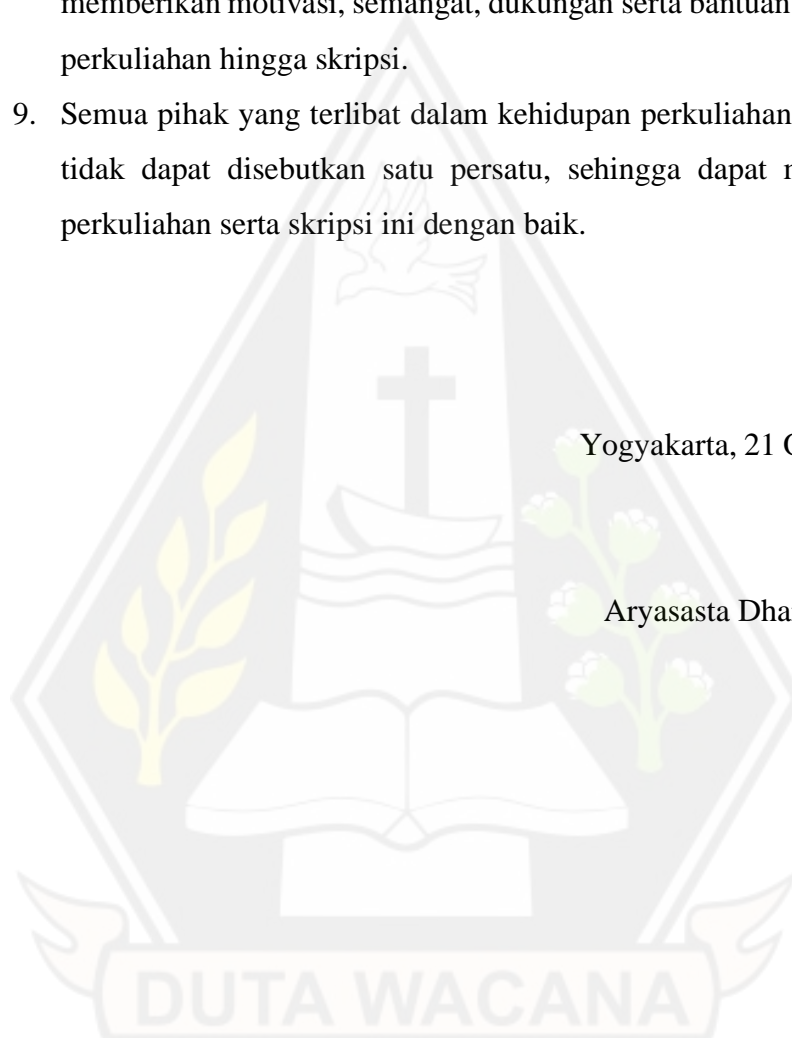 memberikan motivasi, semangat, dukungan serta bantuan
perkuliahan hingga skripsi.
9. Semua pihak yang terlibat dalam kehidupan perkuliahan
tidak dapat disebutkan satu persatu, sehingga dapat
perkuliahan serta skripsi ini dengan baik.
Yogyakarta, 21
Aryasasta
DUTA WACANA